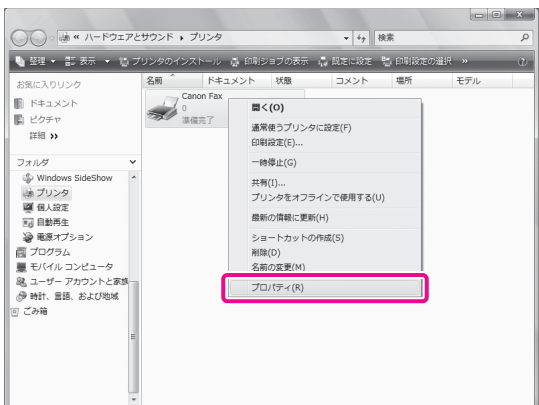 « ハードウェアとサウンド ▸ プリンタ
検索
整理 ▼ 表示 ▼ プリンタのインストール 印刷ジョブの表示 既定に設定 印刷設定の選択 »
お気に入りリンク
ドキュメント
ピクチャ
詳細 »
フォルダ
Windows SideShow
プリンタ
個人設定
自動再生
電源オプション
プログラム
モバイル コンピュータ
ユーザー アカウントと家族
時計、言語、および地域
ごみ箱
名前 ドキュメント 状態 コメント 場所 モデル
Canon Fax
0
準備完了
開く(O)
通常使うプリンタに設定(F)
印刷設定(E)...
一時停止(G)
共有(I)...
プリンタをオフラインで使用する(U)
最新の情報に更新(H)
ショートカットの作成(S)
削除(D)
名前の変更(M)
プロパティ(R)